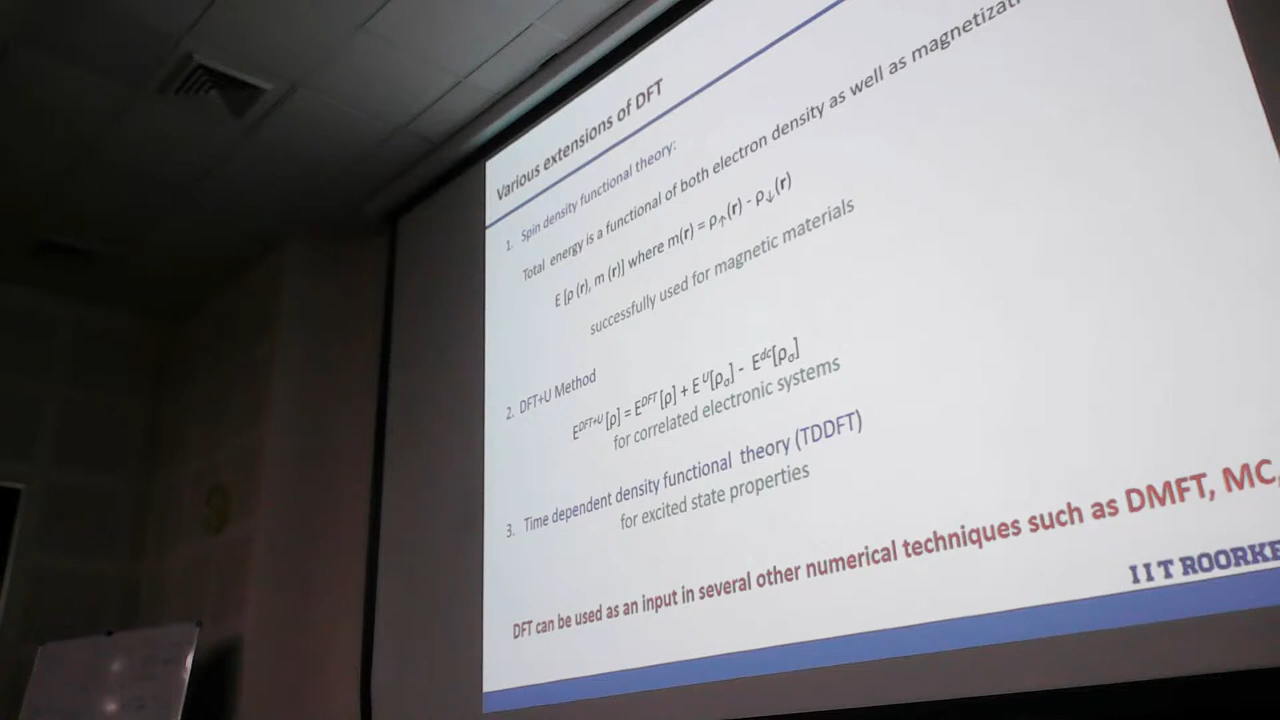 Various extensions of DFT
1. Spin density functional theory:
Total energy is a functional of both electron density as well as
E [ρ (r), m (r)] where m(r) = ρ↑(r) - ρ↓(r)
successfully used for magnetic materials
2. DFT+U Method
E^DFT+U [ρ] = E^DFT [ρ] + E^U[ρσ] - E^dc[ρσ]
for correlated electronic systems
3. Time dependent density functional theory (TDDFT)
for excited state properties
DFT can be used as an input in several other numerical techniques such as DMFT, MC,
I I T ROORKE